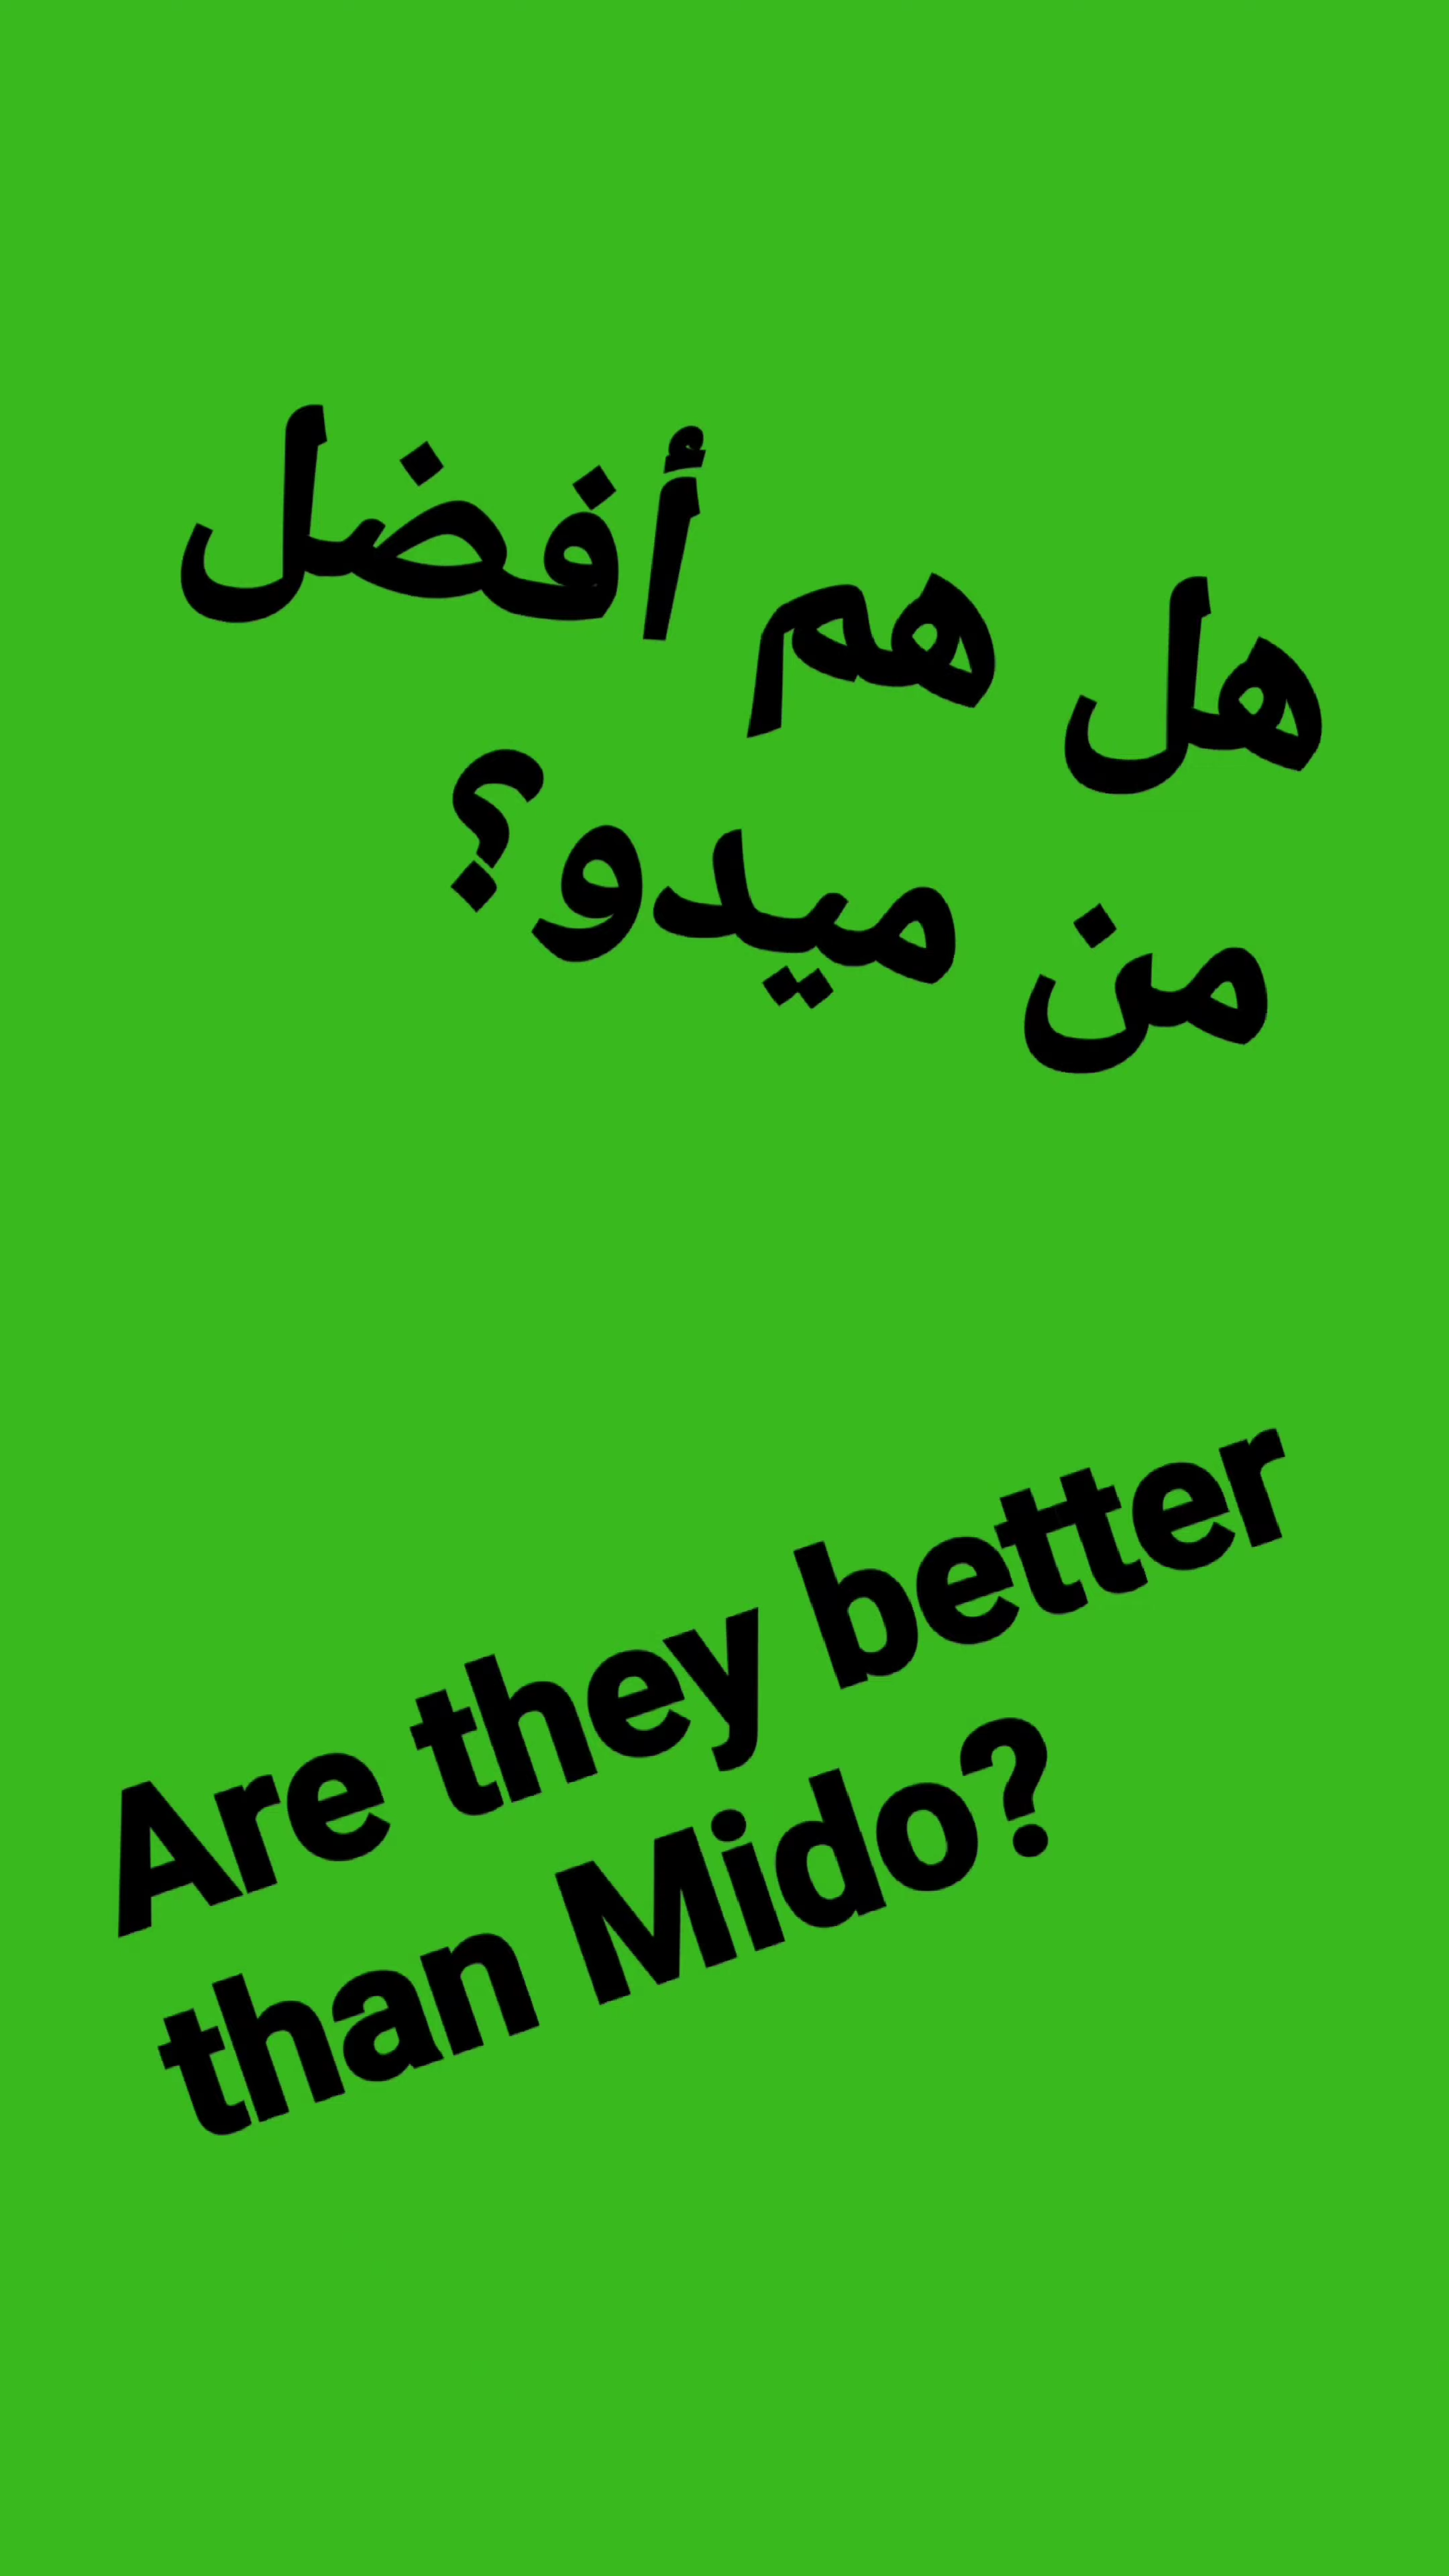 هل هم أفضل
من ميدو؟
Are they better
than Mido?